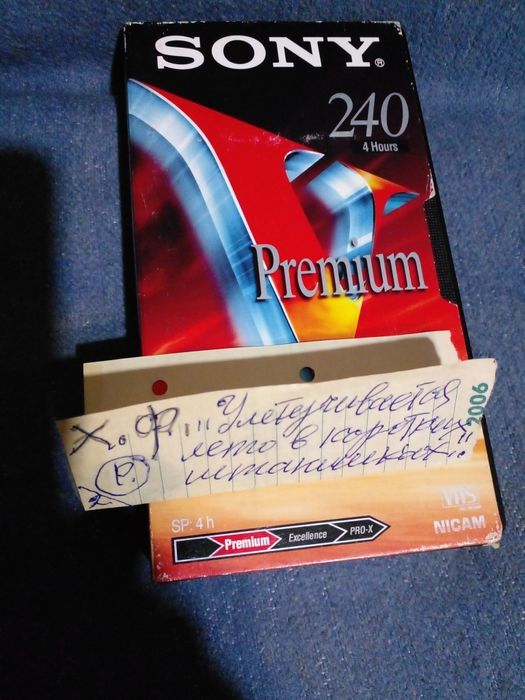 SONY®
240
4 Hours
Premium
Х. Ф. „Улетучивается
лето в коротких
штанишках".
Р.
2006
VHS
NICAM
SP: 4 h
Premium Excellence PRO-X